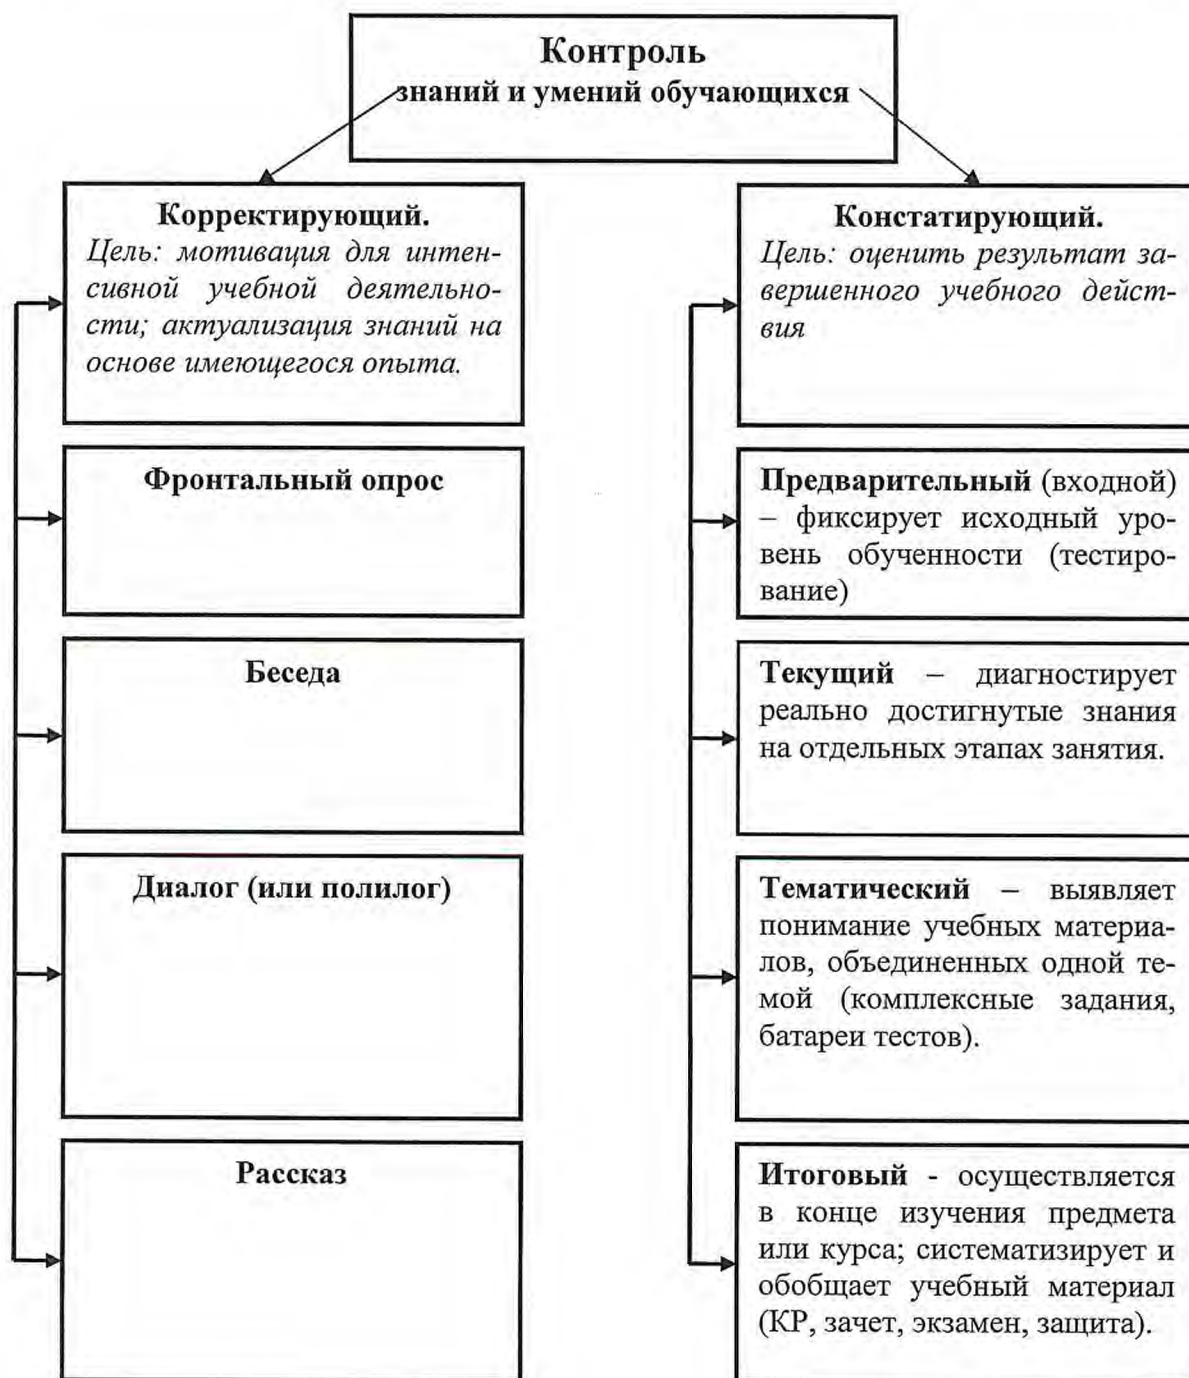 Контроль
знаний и умений обучающихся
Корректирующий.
Цель: мотивация для интен-
сивной учебной деятельно-
сти; актуализация знаний на
основе имеющегося опыта.
Фронтальный опрос
Беседа
Диалог (или полилог)
Рассказ
Констатирующий.
Цель: оценить результат за-
вершенного учебного дейст-
вия
Предварительный (входной)
– фиксирует исходный уро-
вень обученности (тестиро-
вание)
Текущий – диагностирует
реально достигнутые знания
на отдельных этапах занятия.
Тематический – выявляет
понимание учебных материа-
лов, объединенных одной те-
мой (комплексные задания,
батареи тестов).
Итоговый - осуществляется
в конце изучения предмета
или курса; систематизирует и
обобщает учебный материал
(КР, зачет, экзамен, защита).